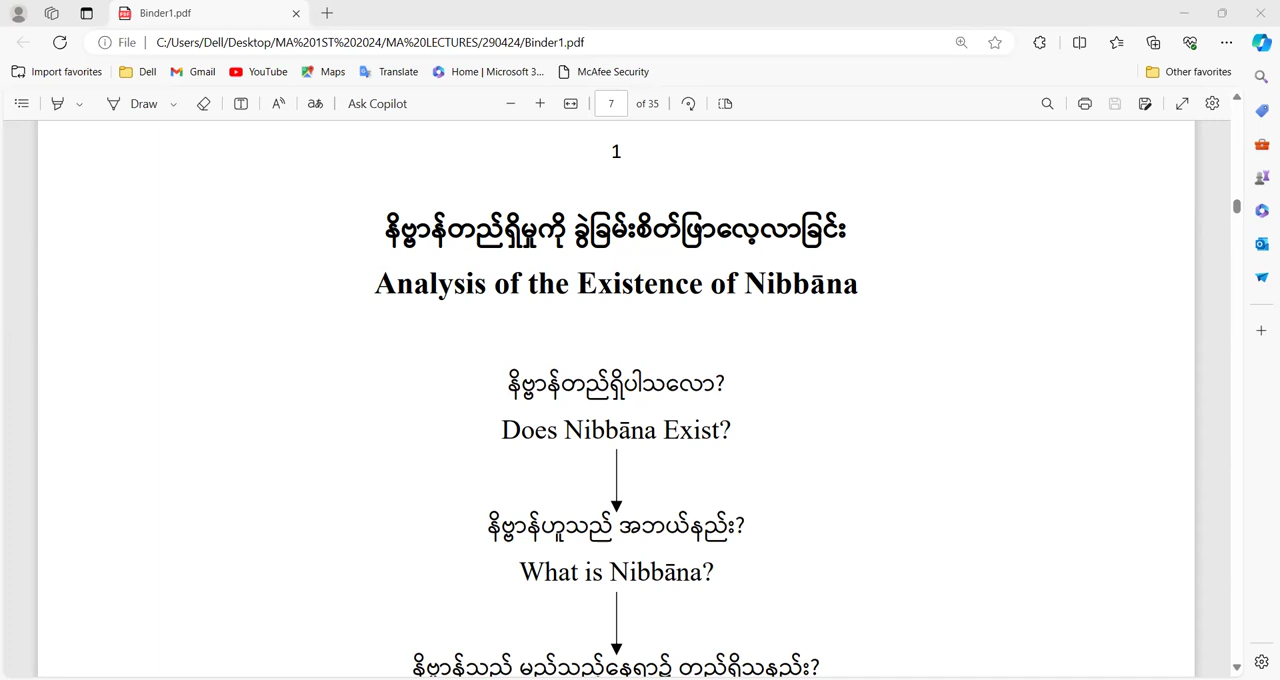 Binder1.pdf
File
C:/Users/Dell/Desktop/MA%201ST%202024/MA%20LECTURES/290424/Binder1.pdf
Import favorites Dell Gmail YouTube Maps Translate Home | Microsoft 3... McAfee Security Other favorites
Draw Ask Copilot 7 of 35
1
နိဗ္ဗာန်တည်ရှိမှုကို ခွဲခြမ်းစိတ်ဖြာလေ့လာခြင်း
Analysis of the Existence of Nibbāna
နိဗ္ဗာန်တည်ရှိပါသလော?
Does Nibbāna Exist?
နိဗ္ဗာန်ဟူသည် အဘယ်နည်း?
What is Nibbāna?
နိဗ္ဗာန်သည် မည်သည့်နေရာ၌ တည်ရှိသနည်း?